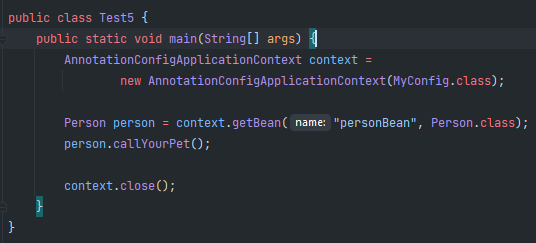 public class Test5 {
public static void main(String[] args) {
AnnotationConfigApplicationContext context =
new AnnotationConfigApplicationContext(MyConfig.class);
Person person = context.getBean( name: "personBean", Person.class);
person.callYourPet();
context.close();
}
}